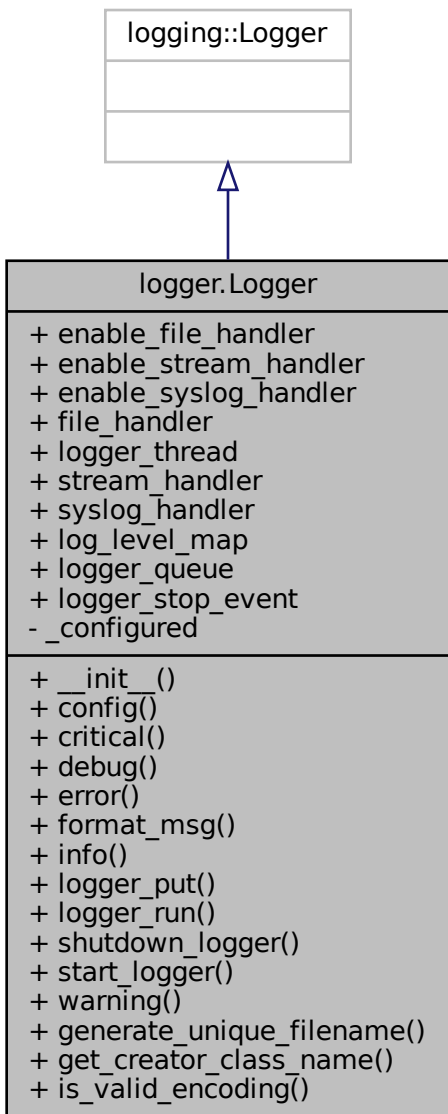 logging::Logger
logger.Logger
+ enable_file_handler
+ enable_stream_handler
+ enable_syslog_handler
+ file_handler
+ logger_thread
+ stream_handler
+ syslog_handler
+ log_level_map
+ logger_queue
+ logger_stop_event
- _configured
+ __init__()
+ config()
+ critical()
+ debug()
+ error()
+ format_msg()
+ info()
+ logger_put()
+ logger_run()
+ shutdown_logger()
+ start_logger()
+ warning()
+ generate_unique_filename()
+ get_creator_class_name()
+ is_valid_encoding()